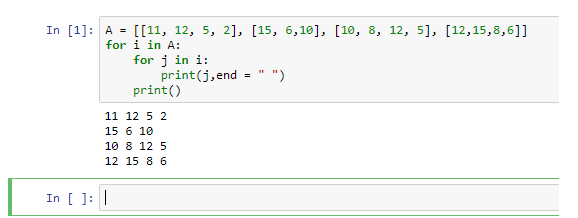 In [1]: A = [[11, 12, 5, 2], [15, 6,10], [10, 8, 12, 5], [12,15,8,6]]
for i in A:
    for j in i:
        print(j,end = " ")
    print()
11 12 5 2
15 6 10
10 8 12 5
12 15 8 6
In [ ]: